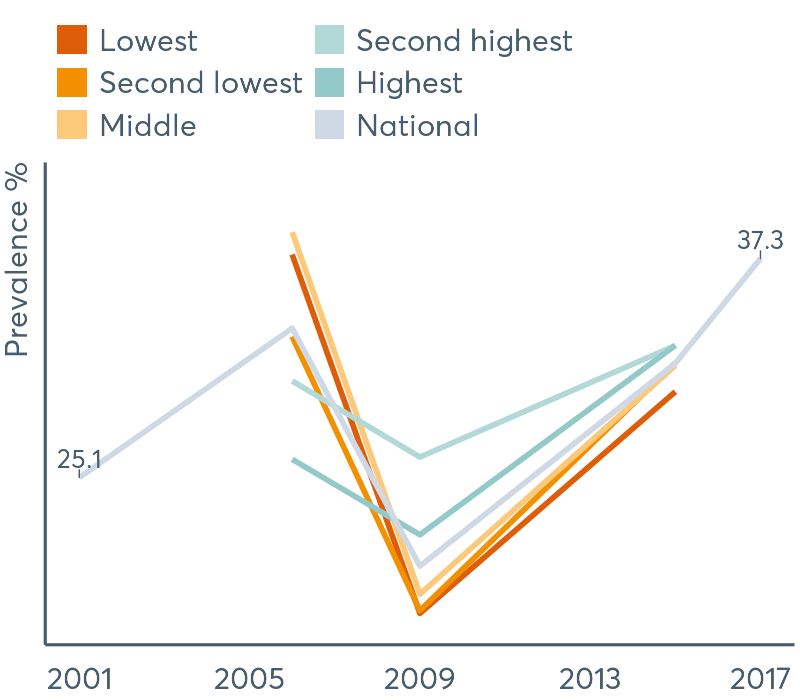 Lowest
Second lowest
Middle
Second highest
Highest
National
Prevalence %
25.1
37.3
2001 2005 2009 2013 2017